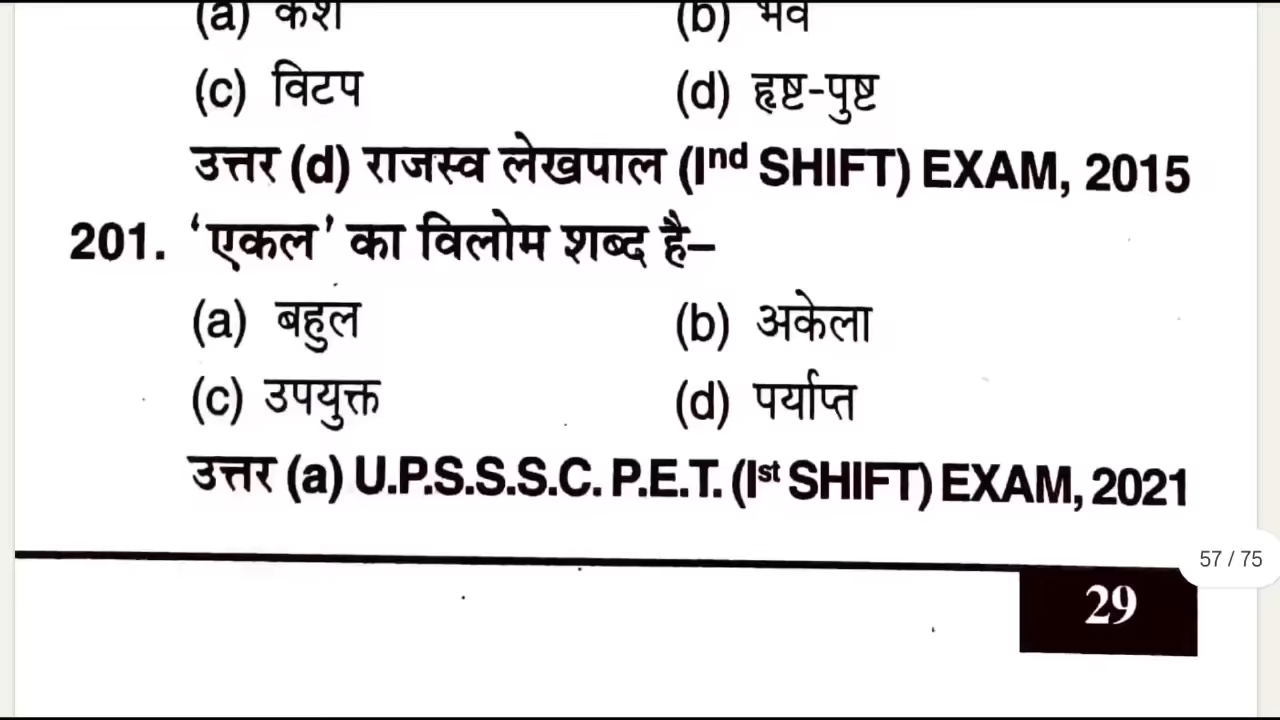 (a) कृश (b) भव
(c) विटप (d) हृष्ट-पुष्ट
उत्तर (d) राजस्व लेखपाल (Ind SHIFT) EXAM, 2015
201. ‘एकल’ का विलोम शब्द है–
(a) बहुल (b) अकेला
(c) उपयुक्त (d) पर्याप्त
उत्तर (a) U.P.S.S.S.C. P.E.T. (Ist SHIFT) EXAM, 2021
57 / 75
29